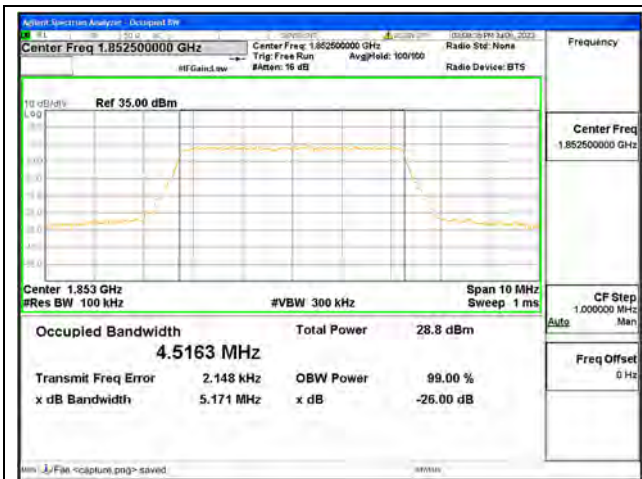 Agilent Spectrum Analyzer - Occupied BW
Center Freq 1.852500000 GHz
Center Freq: 1.852500000 GHz
Radio Std: None
Trig: Free Run
Avg|Hold: 100/100
#IFGain:Low
#Atten: 16 dB
Radio Device: BTS
Frequency
10 dB/div
Ref 35.00 dBm
Log
Center Freq
1.852500000 GHz
Center 1.853 GHz
Span 10 MHz
#Res BW 100 kHz
#VBW 300 kHz
Sweep 1 ms
CF Step
1.000000 MHz
Auto
Man
Occupied Bandwidth
Total Power
28.8 dBm
4.5163 MHz
Transmit Freq Error
2.148 kHz
OBW Power
99.00 %
x dB Bandwidth
5.171 MHz
x dB
-26.00 dB
Freq Offset
0 Hz
MSG
File <capture.png> saved
STATUS